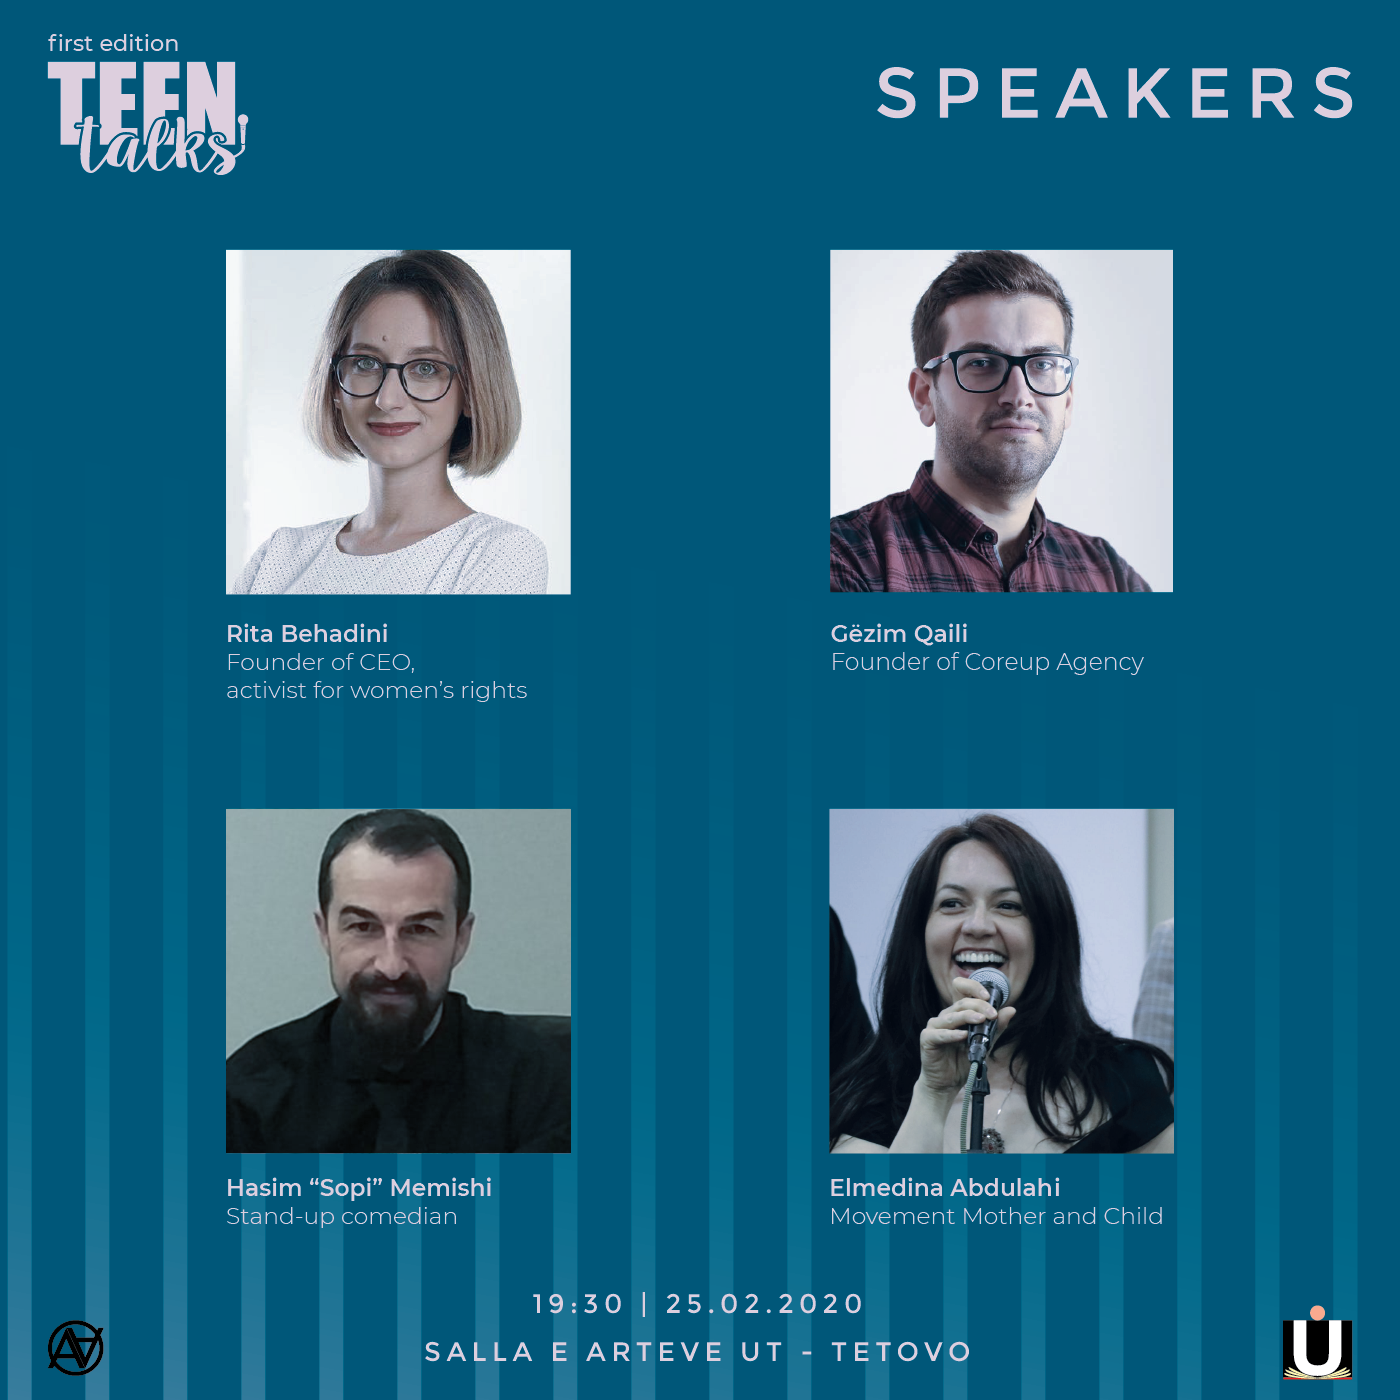 first edition
TEEN
talks
SPEAKERS
Rita Behadini
Founder of CEO,
activist for women’s rights
Gëzim Qaili
Founder of Coreup Agency
Hasim “Sopi” Memishi
Stand-up comedian
Elmedina Abdulahi
Movement Mother and Child
19:30 | 25.02.2020
SALLA E ARTEVE UT - TETOVO